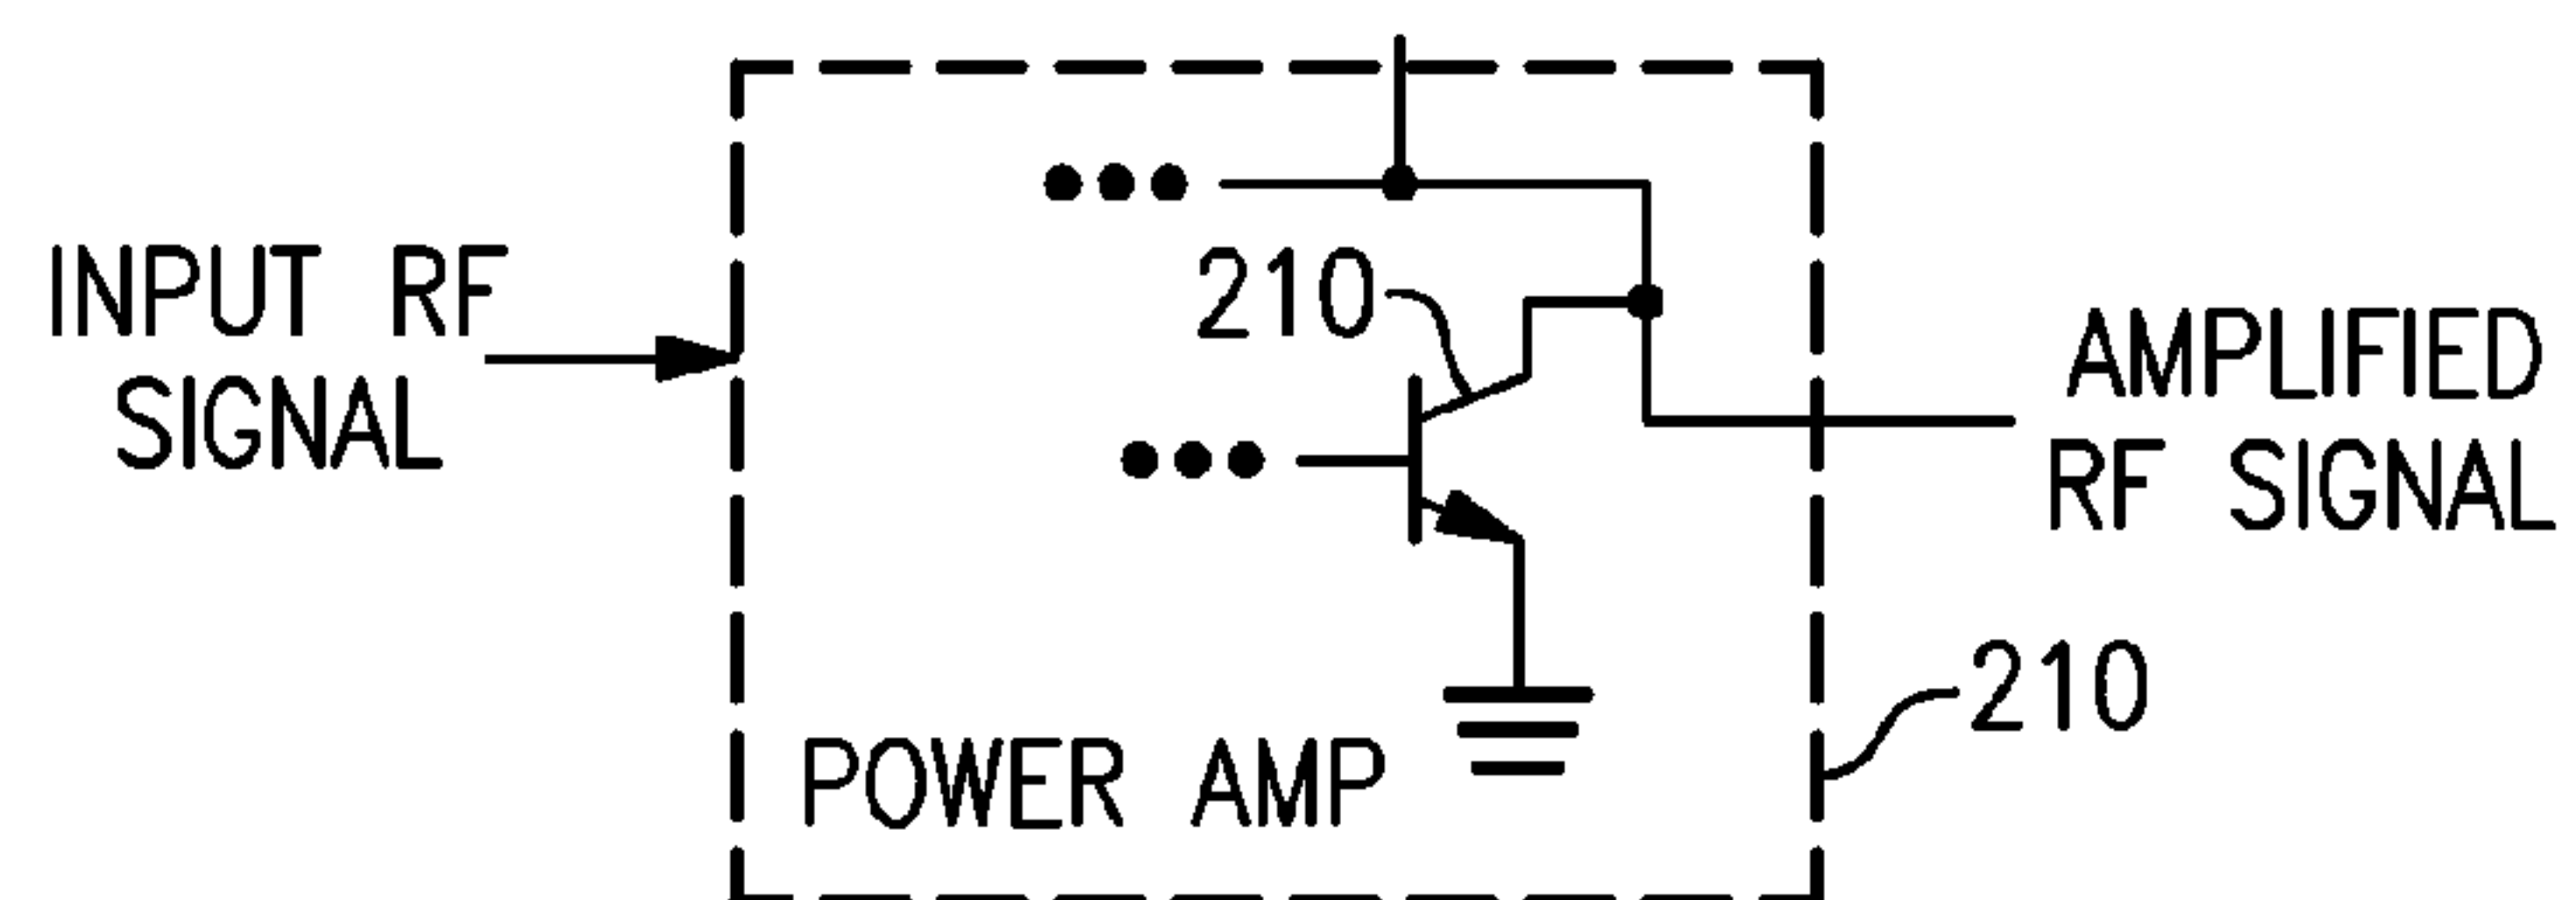 INPUT RF
SIGNAL
210
AMPLIFIED
RF SIGNAL
210
POWER AMP